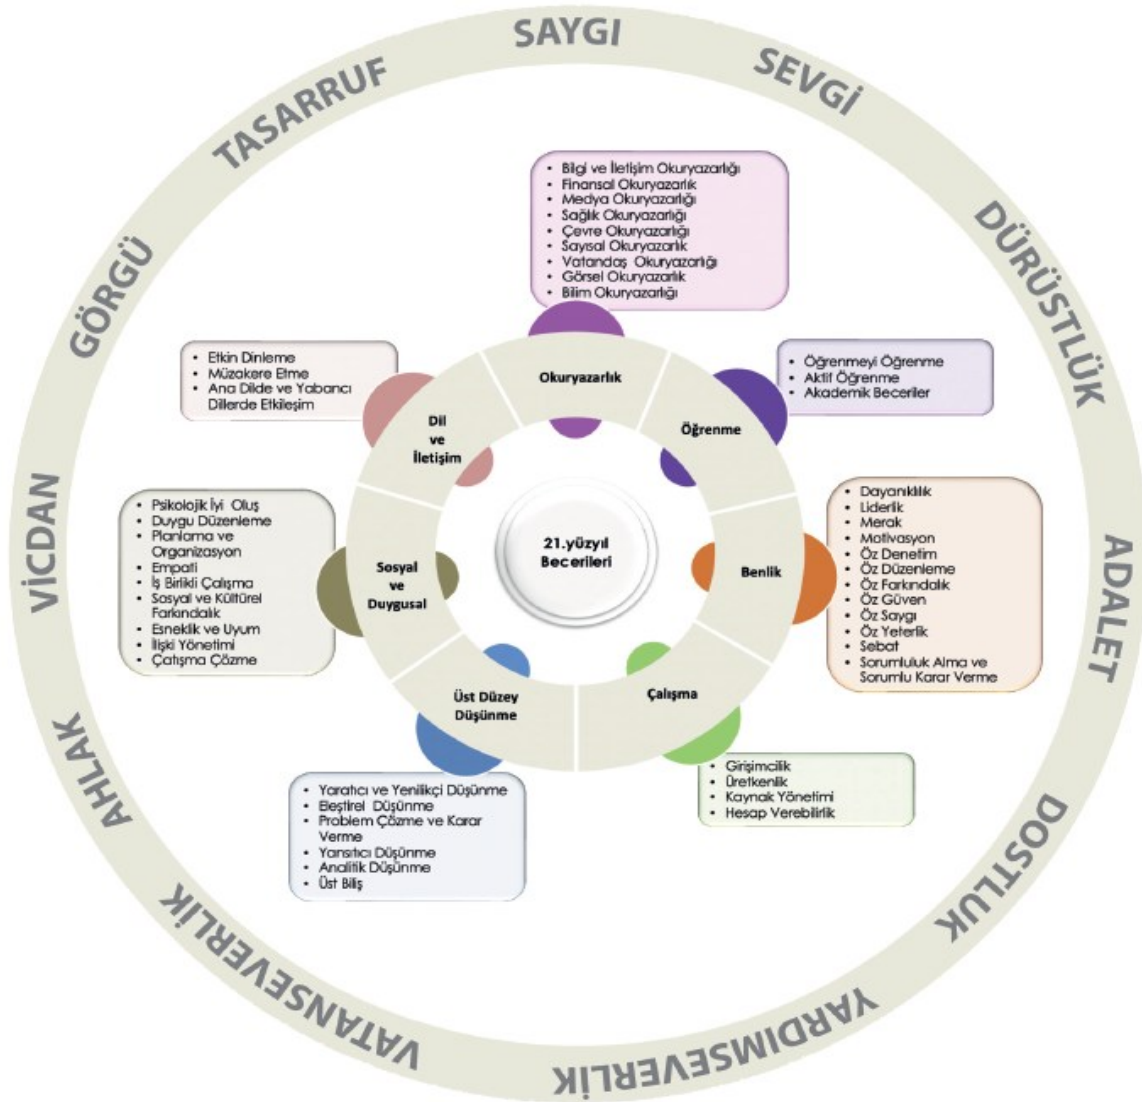 SAYGI
SEVGİ
DÜRÜSTLÜK
ADALET
DOSTLUK
YARDIMSEVERLİK
VATANSEVERLİK
AHLAK
VİCDAN
GÖRGÜ
TASARRUF
• Bilgi ve İletişim Okuryazarlığı
• Finansal Okuryazarlık
• Medya Okuryazarlığı
• Sağlık Okuryazarlığı
• Çevre Okuryazarlığı
• Sayısal Okuryazarlık
• Vatandaş Okuryazarlığı
• Görsel Okuryazarlık
• Bilim Okuryazarlığı
Okuryazarlık
• Öğrenmeyi Öğrenme
• Aktif Öğrenme
• Akademik Beceriler
Öğrenme
• Dayanıklılık
• Liderlik
• Merak
• Motivasyon
• Öz Denetim
• Öz Düzenleme
• Öz Farkındalık
• Öz Güven
• Öz Saygı
• Öz Yeterlik
• Sebat
• Sorumluluk Alma ve
Sorumlu Karar Verme
Benlik
• Girişimcilik
• Üretkenlik
• Kaynak Yönetimi
• Hesap Verebilirlik
Çalışma
• Yaratıcı ve Yenilikçi Düşünme
• Eleştirel Düşünme
• Problem Çözme ve Karar
Verme
• Yansıtıcı Düşünme
• Analitik Düşünme
• Üst Biliş
Üst Düzey
Düşünme
• Psikolojik İyi Oluş
• Duygu Düzenleme
• Planlama ve
Organizasyon
• Empati
• İş Birlikli Çalışma
• Sosyal ve Kültürel
Farkındalık
• Esneklik ve Uyum
• İlişki Yönetimi
• Çatışma Çözme
Sosyal
ve
Duygusal
• Etkin Dinleme
• Müzakere Etme
• Ana Dilde ve Yabancı
Dillerde Etkileşim
Dil
ve
İletişim
21.yüzyıl
Becerileri